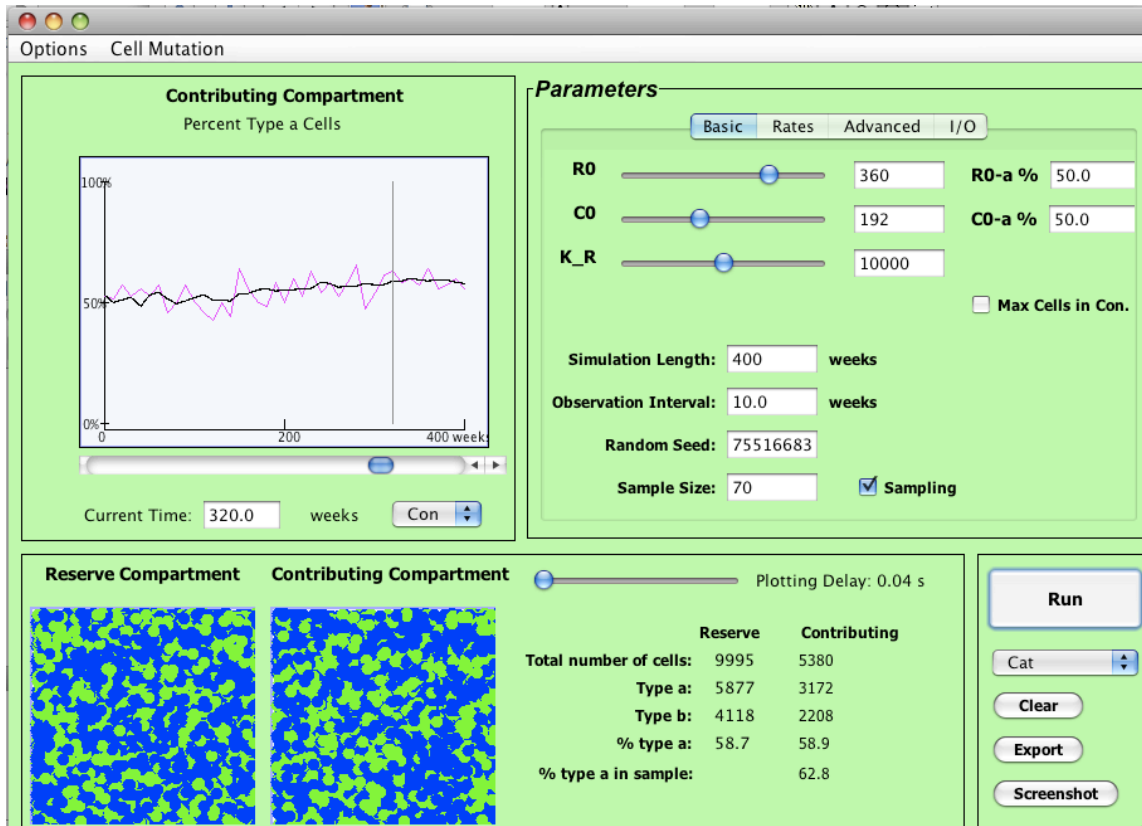 Options Cell Mutation
Contributing Compartment
Percent Type a Cells
100%
50%
0%
0 200 400 weeks
Current Time: 320.0 weeks Con
Parameters
Basic Rates Advanced I/O
R0 360 R0-a % 50.0
C0 192 C0-a % 50.0
K_R 10000
Max Cells in Con.
Simulation Length: 400 weeks
Observation Interval: 10.0 weeks
Random Seed: 75516683
Sample Size: 70 Sampling
Reserve Compartment Contributing Compartment Plotting Delay: 0.04 s
Reserve Contributing
Total number of cells: 9995 5380
Type a: 5877 3172
Type b: 4118 2208
% type a: 58.7 58.9
% type a in sample: 62.8
Run
Cat
Clear
Export
Screenshot